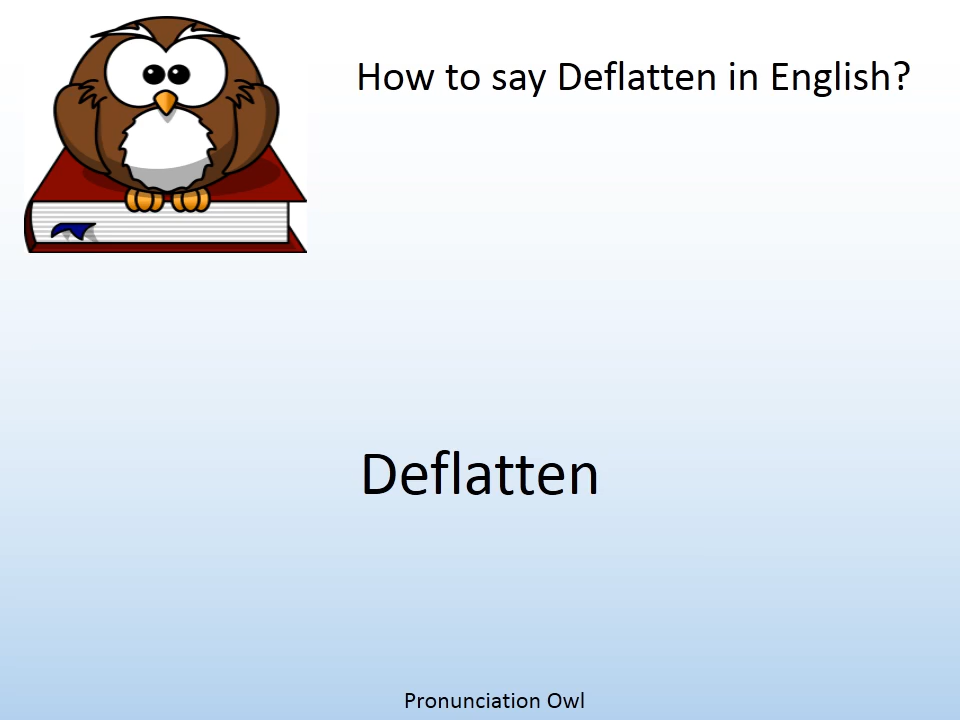 How to say Deflatten in English?
Deflatten
Pronunciation Owl